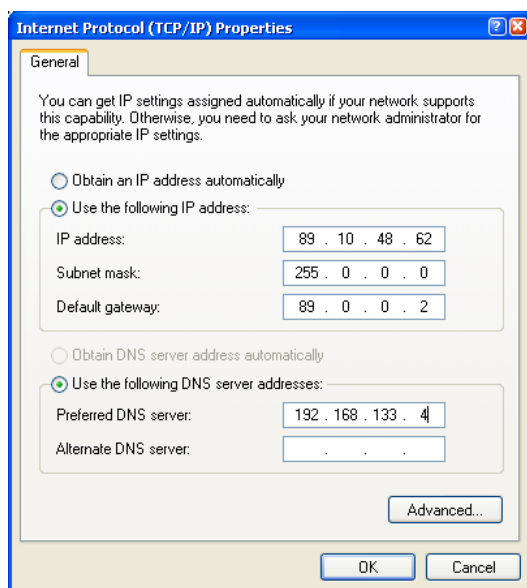 Internet Protocol (TCP/IP) Properties
General
You can get IP settings assigned automatically if your network supports
this capability. Otherwise, you need to ask your network administrator for
the appropriate IP settings.
Obtain an IP address automatically
Use the following IP address:
IP address: 89 . 10 . 48 . 62
Subnet mask: 255 . 0 . 0 . 0
Default gateway: 89 . 0 . 0 . 2
Obtain DNS server address automatically
Use the following DNS server addresses:
Preferred DNS server: 192 . 168 . 133 . 4
Alternate DNS server: . . .
Advanced...
OK Cancel